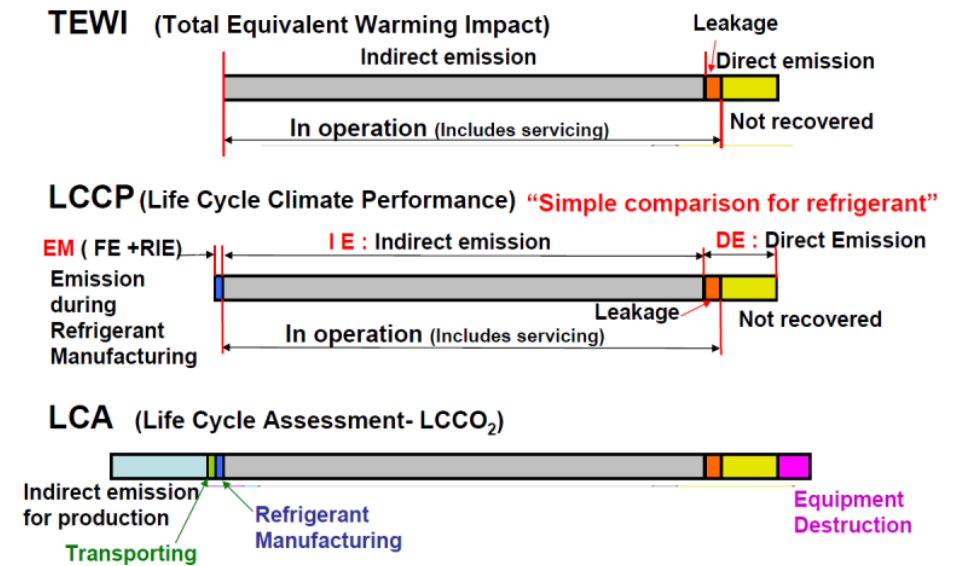 TEWI (Total Equivalent Warming Impact)
Leakage
Indirect emission
Direct emission
In operation (Includes servicing)
Not recovered
LCCP (Life Cycle Climate Performance) “Simple comparison for refrigerant”
EM ( FE +RIE)
I E : Indirect emission
DE : Direct Emission
Emission
during
Refrigerant
Manufacturing
Leakage
Not recovered
In operation (Includes servicing)
LCA (Life Cycle Assessment- LCCO₂)
Indirect emission
for production
Transporting
Refrigerant
Manufacturing
Equipment
Destruction